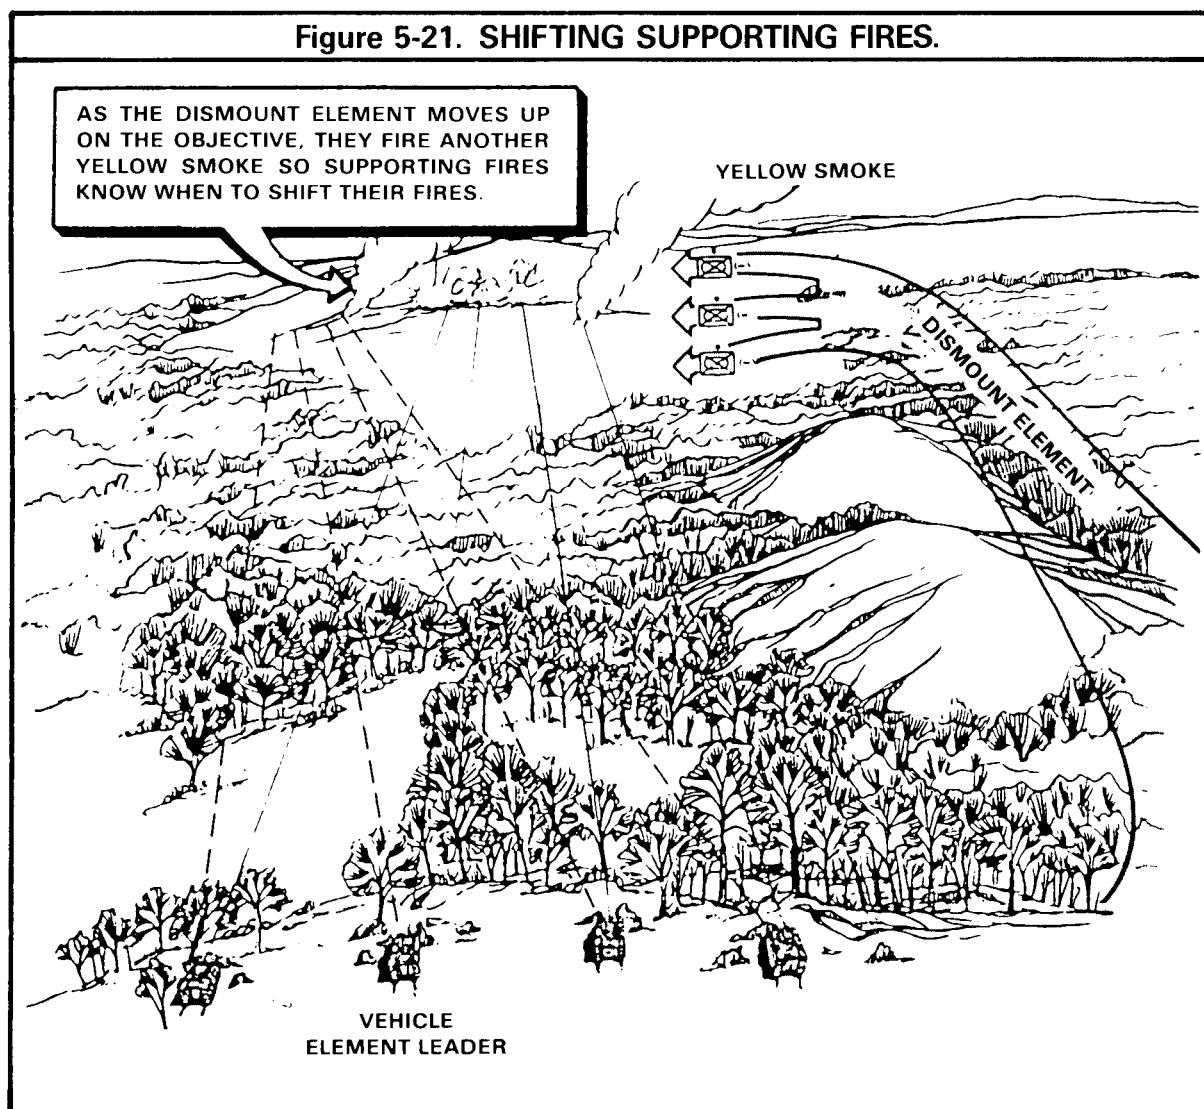 Figure 5-21. SHIFTING SUPPORTING FIRES.
AS THE DISMOUNT ELEMENT MOVES UP
ON THE OBJECTIVE, THEY FIRE ANOTHER
YELLOW SMOKE SO SUPPORTING FIRES
KNOW WHEN TO SHIFT THEIR FIRES.
YELLOW SMOKE
DISMOUNT ELEMENT
VEHICLE
ELEMENT LEADER